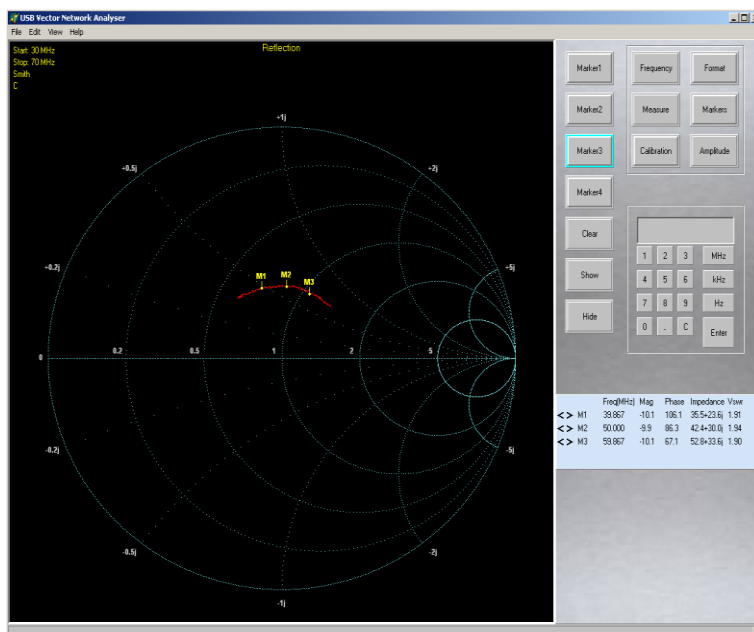 USB Vector Network Analyser
File Edit View Help
Start: 30 MHz
Stop: 70 MHz
Smith
C
Reflection
+1j
+0.5j
+2j
+0.2j
+5j
M1 M2 M3
0 0.2 0.5 1 2 5
-0.2j
-5j
-0.5j
-2j
-1j
Marker1
Marker2
Marker3
Marker4
Clear
Show
Hide
Frequency Format
Measure Markers
Calibration Amplitude
1 2 3 MHz
4 5 6 kHz
7 8 9 Hz
0 . C Enter
Freq(MHz) Mag Phase Impedance Vswr
<> M1 39.867 -10.1 106.1 35.5+23.6j 1.91
<> M2 50.000 -9.9 86.3 42.4+30.0j 1.94
<> M3 59.867 -10.1 67.1 52.8+33.6j 1.90